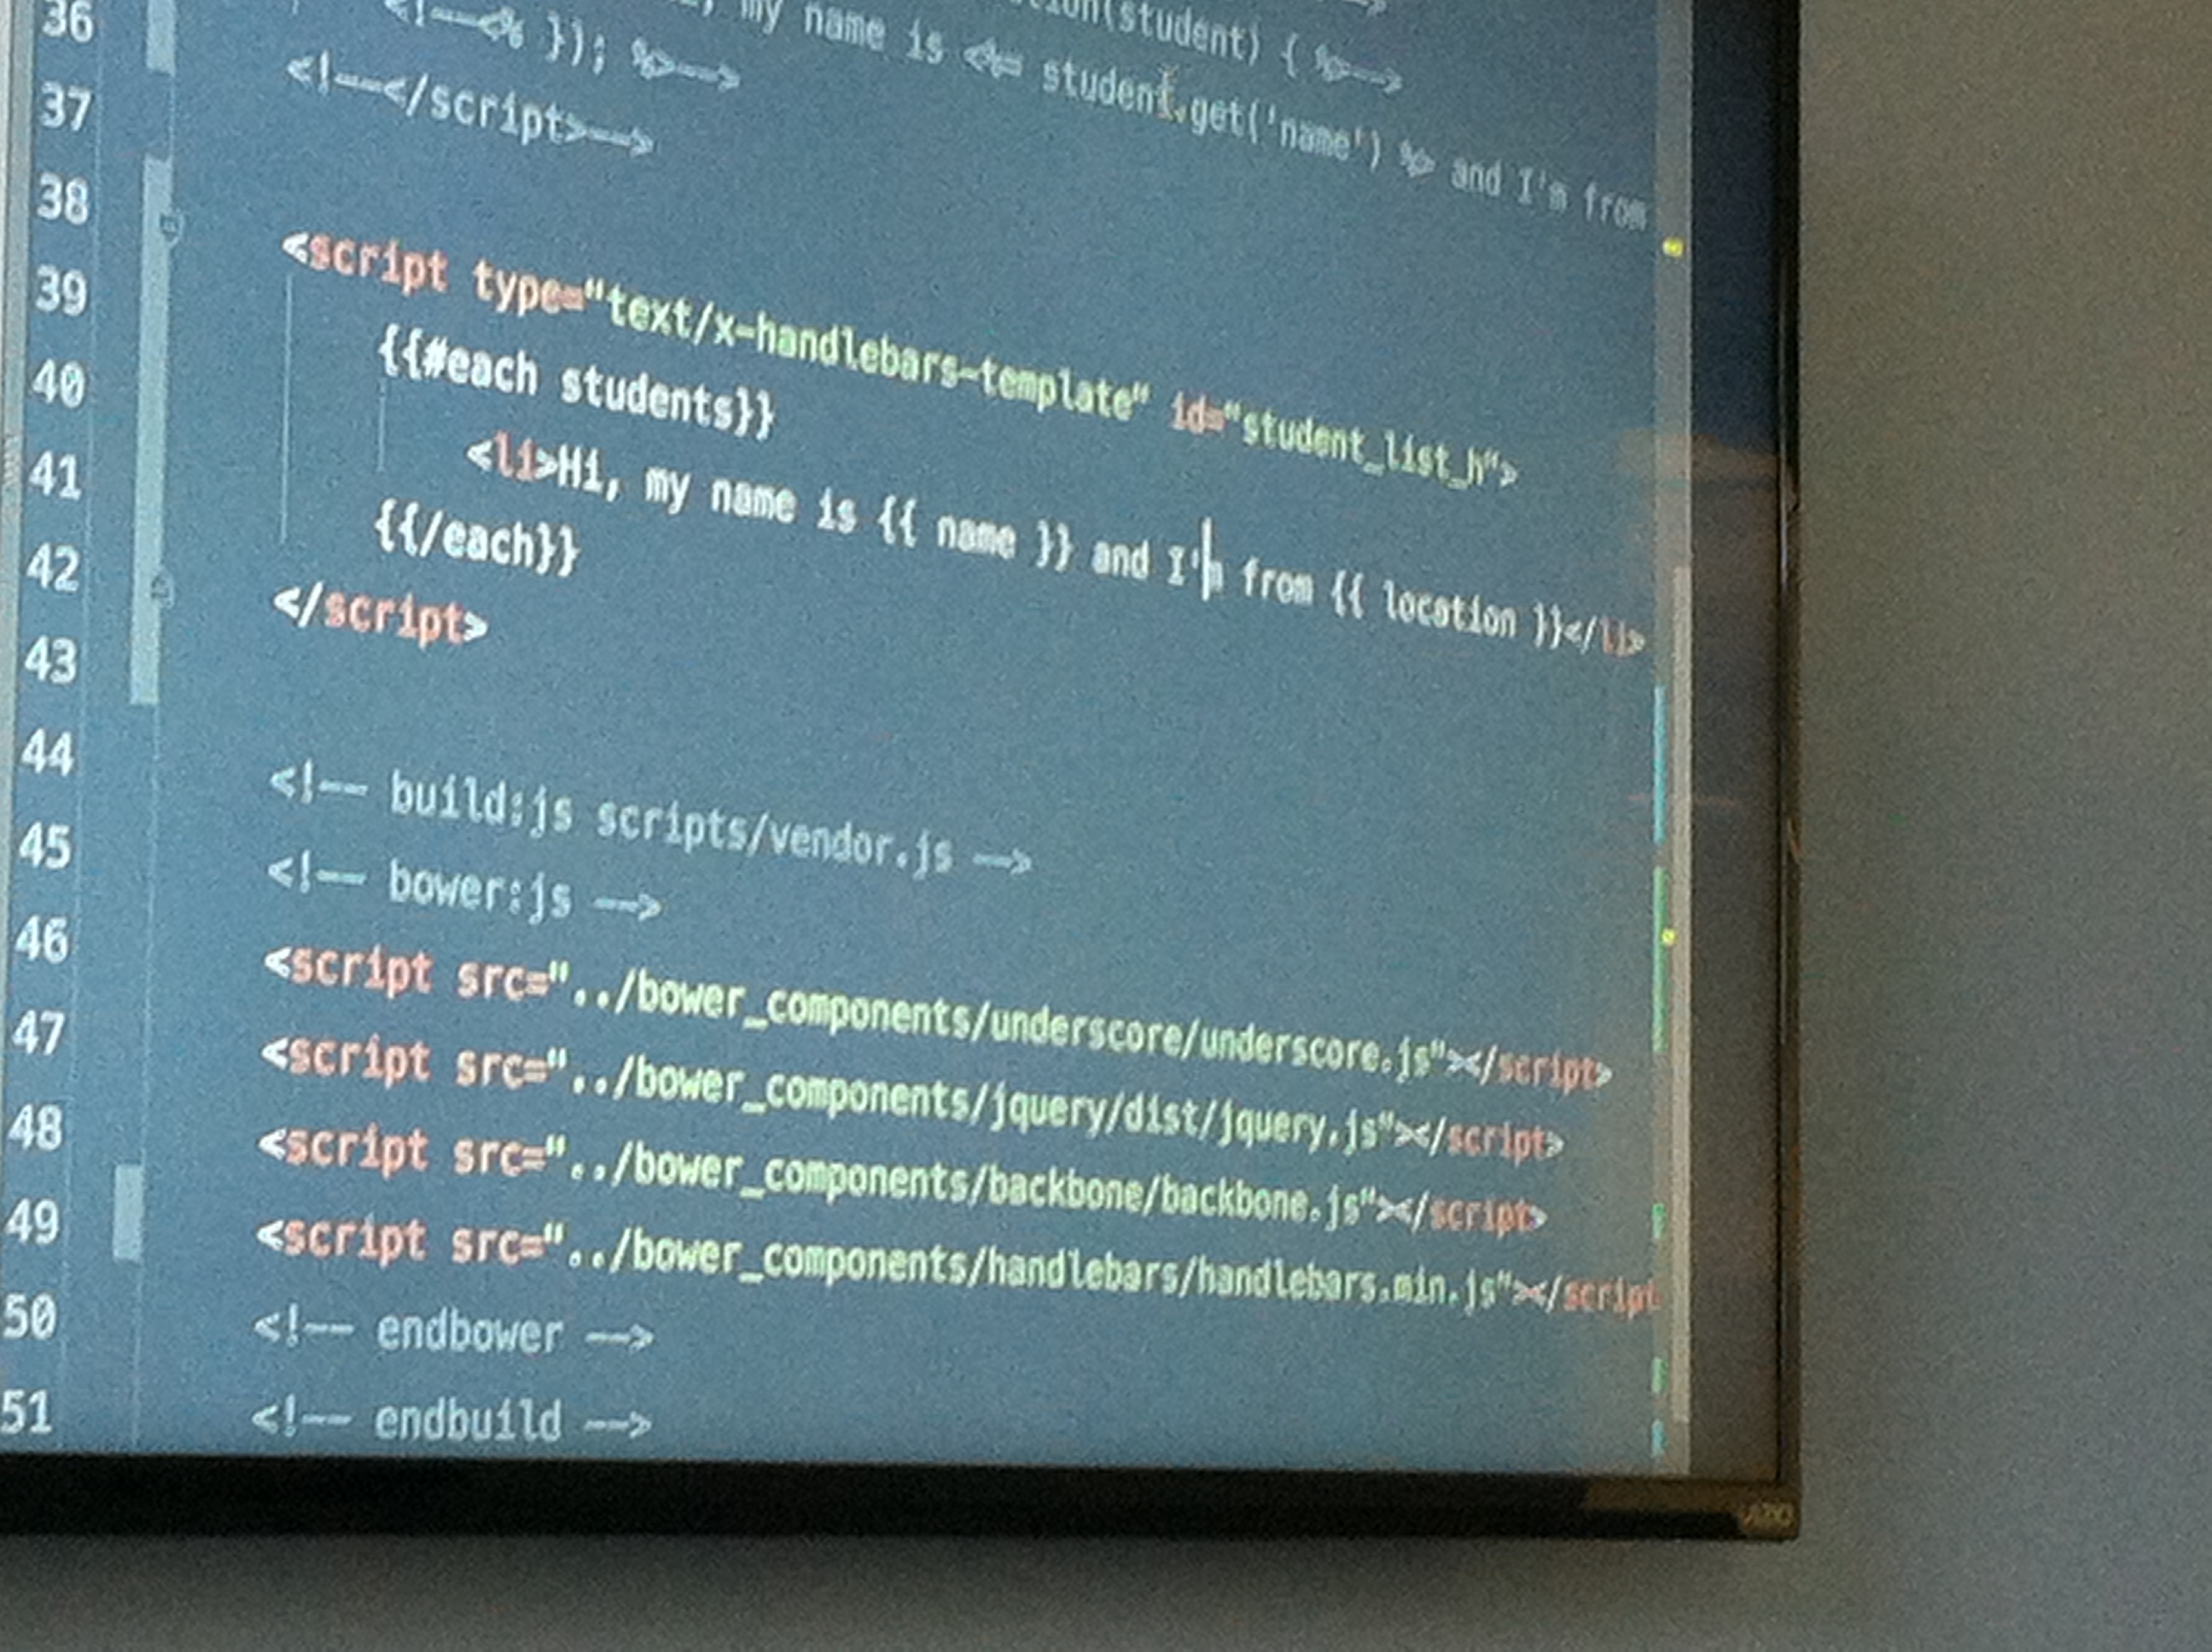 tion(student) { %>-->
my name is <%= student.get('name') %> and I'm from
36 <!--<% }); %>-->
37 <!--</script>-->
38
39 <script type="text/x-handlebars-template" id="student_list_h">
40 {{#each students}}
41 <li>Hi, my name is {{ name }} and I'm from {{ location }}</li>
42 {{/each}}
43 </script>
44
45 <!-- build:js scripts/vendor.js -->
46 <!-- bower:js -->
47 <script src="../bower_components/underscore/underscore.js"></script>
48 <script src="../bower_components/jquery/dist/jquery.js"></script>
49 <script src="../bower_components/backbone/backbone.js"></script>
50 <script src="../bower_components/handlebars/handlebars.min.js"></script
51 <!-- endbower -->
<!-- endbuild -->
VIZIO